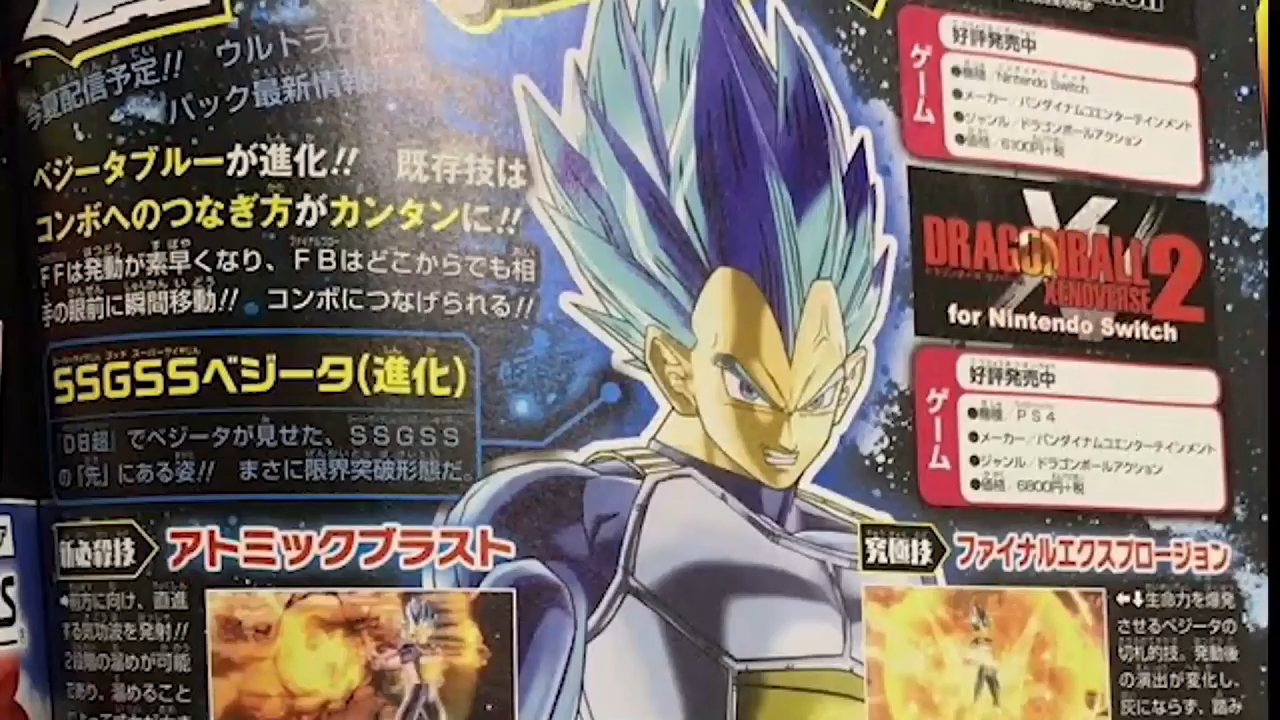 今夏配信予定!! ウルトラ
パック最新情報
ベジータブルーが進化!! 既存技は
コンボへのつなぎ方がカンタンに!!
FFは発動が素早くなり、FBはどこからでも相
手の眼前に瞬間移動!! コンボにつなげられる!!
SSGSSベジータ(進化)
『DB超』でベジータが見せた、SSGSS
の「先」にある姿!! まさに限界突破形態だ。
新必殺技 アトミックブラスト
前方に向け、直進
する気功波を発射!!
2段階の溜めが可能
であり、溜めること
ゲーム
好評発売中
●機種/Nintendo Switch
●メーカー/バンダイナムコエンターテインメント
●ジャンル/ドラゴンボールアクション
●価格/6100円+税
DRAGONBALL
XENOVERSE 2
for Nintendo Switch
ゲーム
好評発売中
●機種/PS4
●メーカー/バンダイナムコエンターテインメント
●ジャンル/ドラゴンボールアクション
●価格/6800円+税
究極技 ファイナルエクスプロージョン
←↓生命力を爆発
させるベジータの
切札的技。発動後
の演出が変化し、
灰にならず、踏み